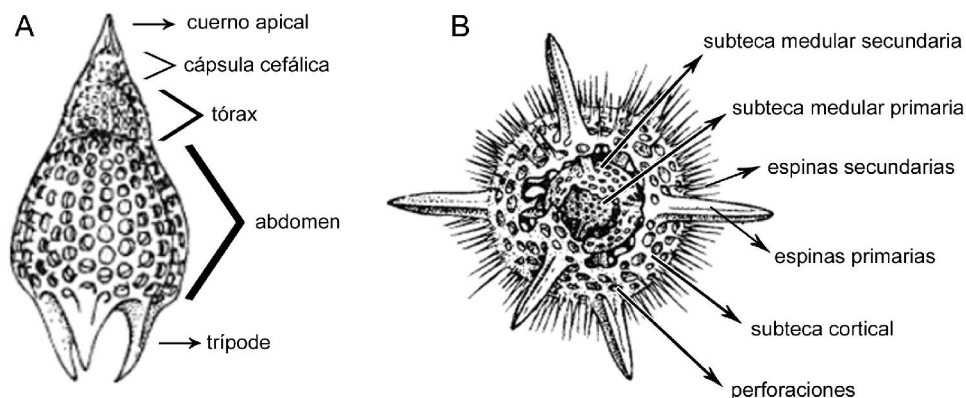 A
cuerno apical
cápsula cefálica
tórax
abdomen
trípode
B
subteca medular secundaria
subteca medular primaria
espinas secundarias
espinas primarias
subteca cortical
perforaciones